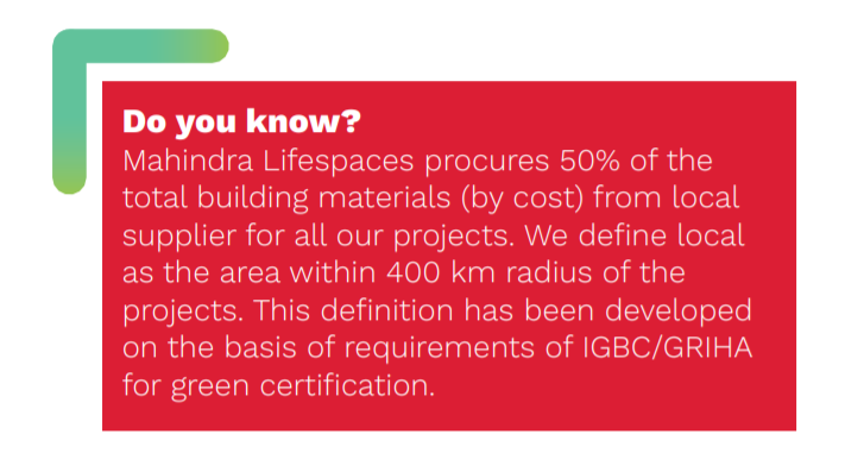 Do you know?
Mahindra Lifespaces procures 50% of the
total building materials (by cost) from local
supplier for all our projects. We define local
as the area within 400 km radius of the
projects. This definition has been developed
on the basis of requirements of IGBC/GRIHA
for green certification.